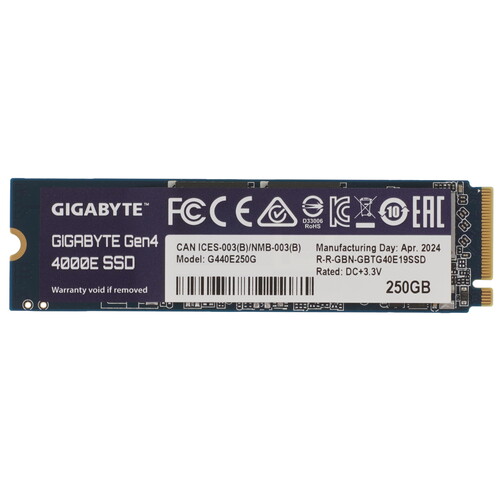 GIGABYTE™
GIGABYTE Gen4
4000E SSD
Warranty void if removed
FC CE
D33006
RoHS
10
EAC
CAN ICES-003(B)/NMB-003(B)
Model: G440E250G
Manufacturing Day: Apr. 2024
R-R-GBN-GBTG40E19SSD
Rated: DC+3.3V
250GB